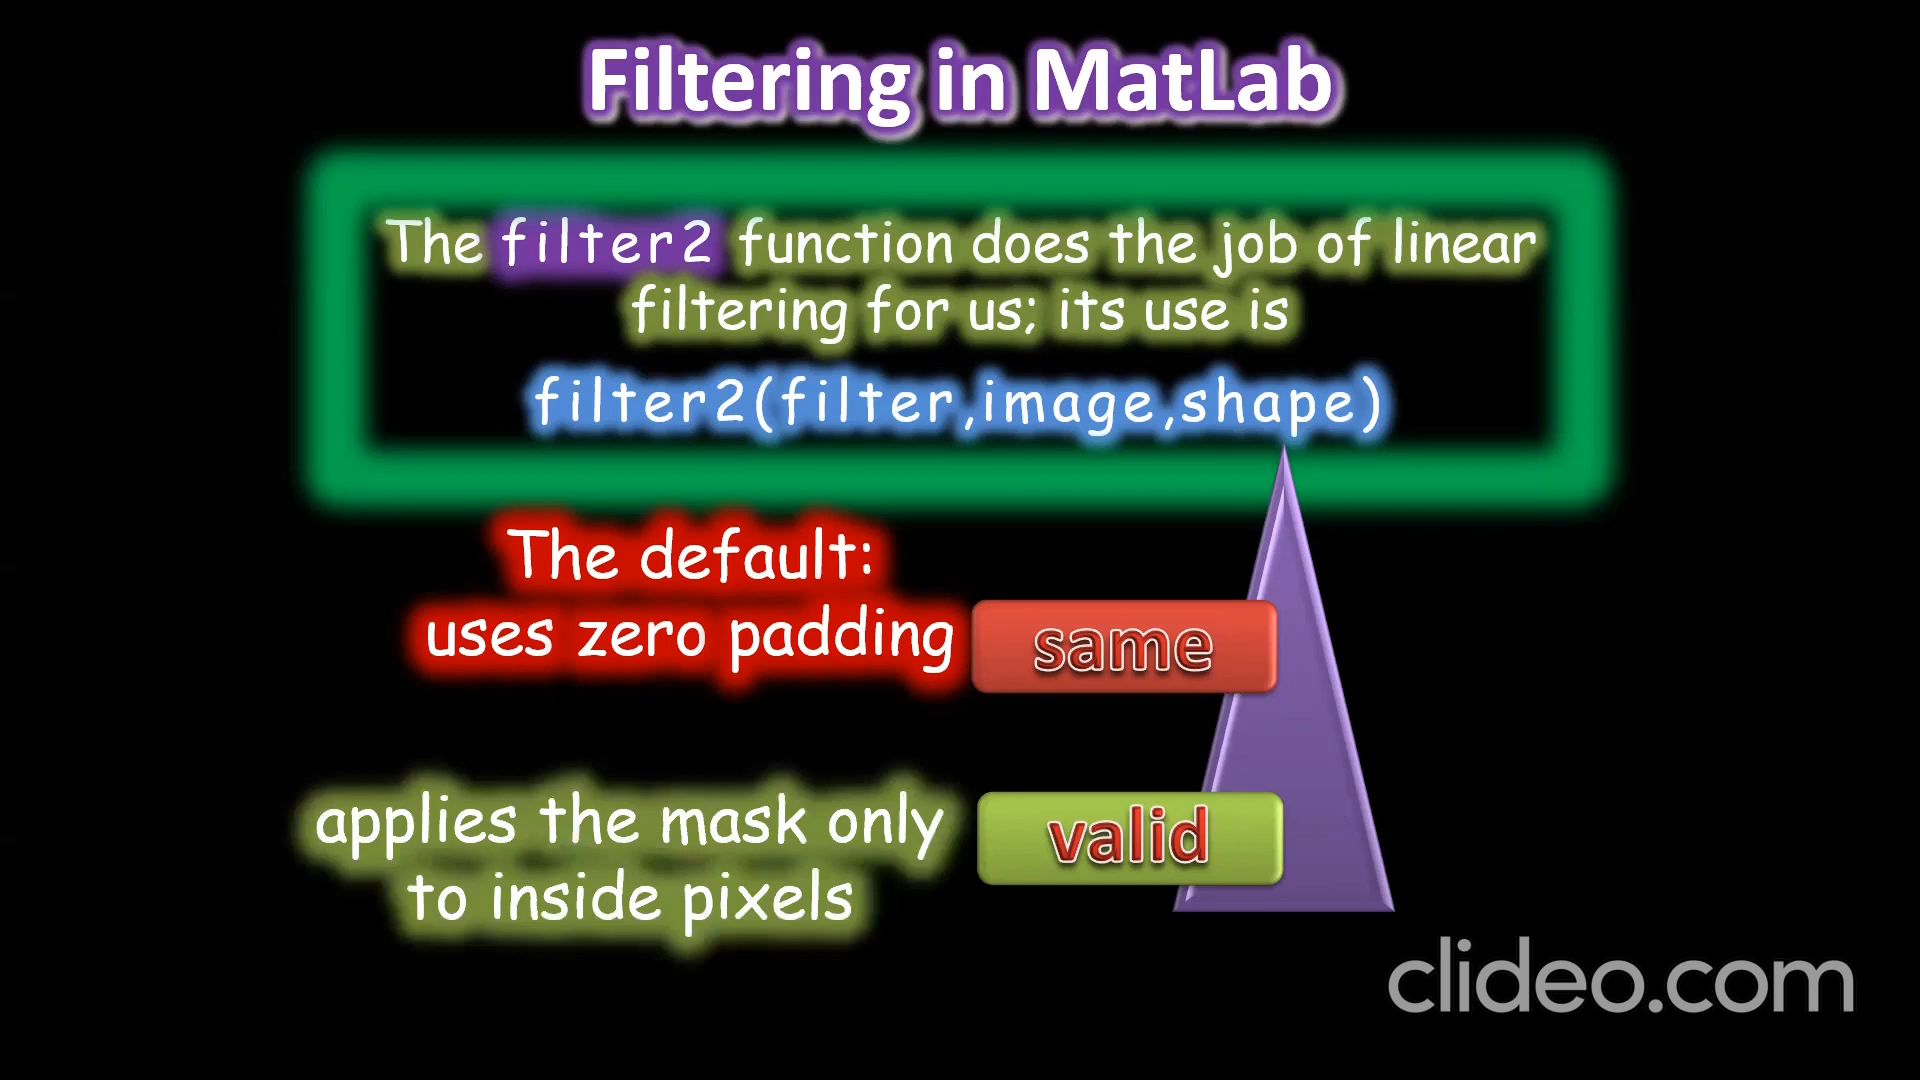 Filtering in MatLab
The filter2 function does the job of linear
filtering for us; its use is
filter2(filter,image,shape)
The default:
uses zero padding
same
applies the mask only
to inside pixels
valid
clideo.com